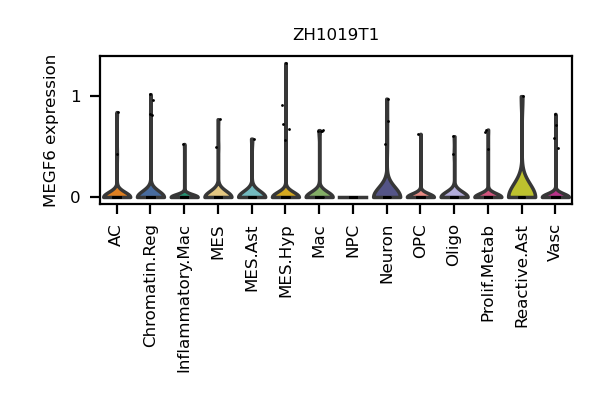 ZH1019T1
MEGF6 expression
1
0
AC
Chromatin.Reg
Inflammatory.Mac
MES
MES.Ast
MES.Hyp
Mac
NPC
Neuron
OPC
Oligo
Prolif.Metab
Reactive.Ast
Vasc